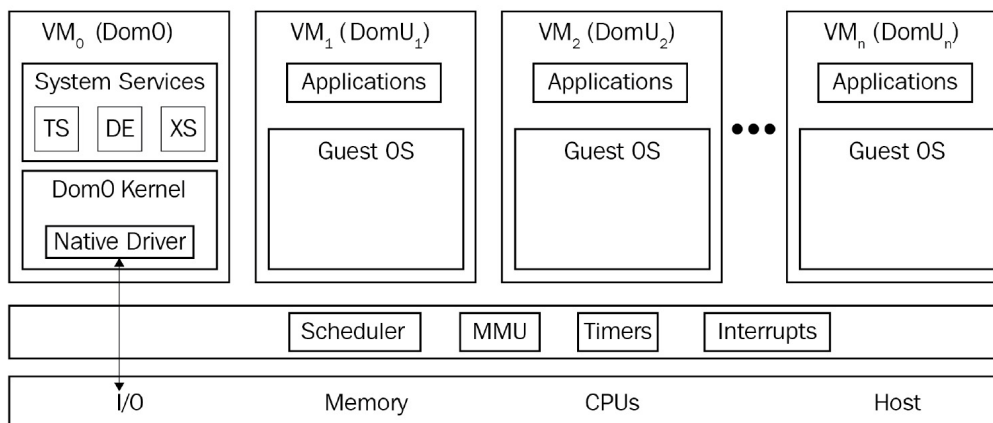 VM₀ (Dom0)
System Services
TS DE XS
Dom0 Kernel
Native Driver
VM₁ (DomU₁)
Applications
Guest OS
VM₂ (DomU₂)
Applications
Guest OS
•••
VMₙ (DomUₙ)
Applications
Guest OS
Scheduler MMU Timers Interrupts
I/O Memory CPUs Host